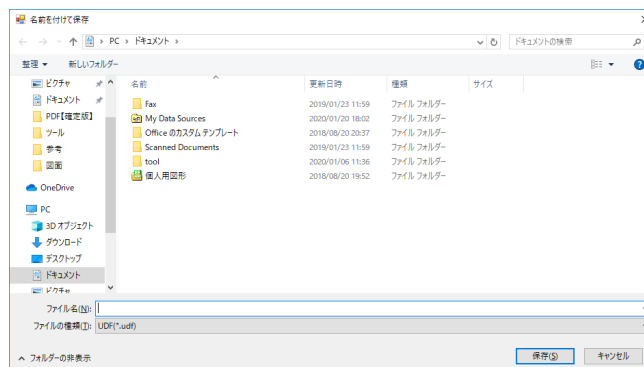 名前を付けて保存
PC › ドキュメント ›
ドキュメントの検索
整理 新しいフォルダー
名前 更新日時 種類 サイズ
ピクチャ
ドキュメント
PDF【確定版】
ツール
参考
図面
OneDrive
PC
3D オブジェクト
ダウンロード
デスクトップ
ドキュメント
ピクチャ
Fax 2019/01/23 11:59 ファイル フォルダー
My Data Sources 2020/01/20 18:02 ファイル フォルダー
Office のカスタム テンプレート 2018/08/20 20:37 ファイル フォルダー
Scanned Documents 2019/01/23 11:59 ファイル フォルダー
tool 2020/01/06 11:36 ファイル フォルダー
個人用図形 2018/08/20 19:52 ファイル フォルダー
ファイル名(N):
ファイルの種類(T): UDF(*.udf)
フォルダーの非表示
保存(S) キャンセル